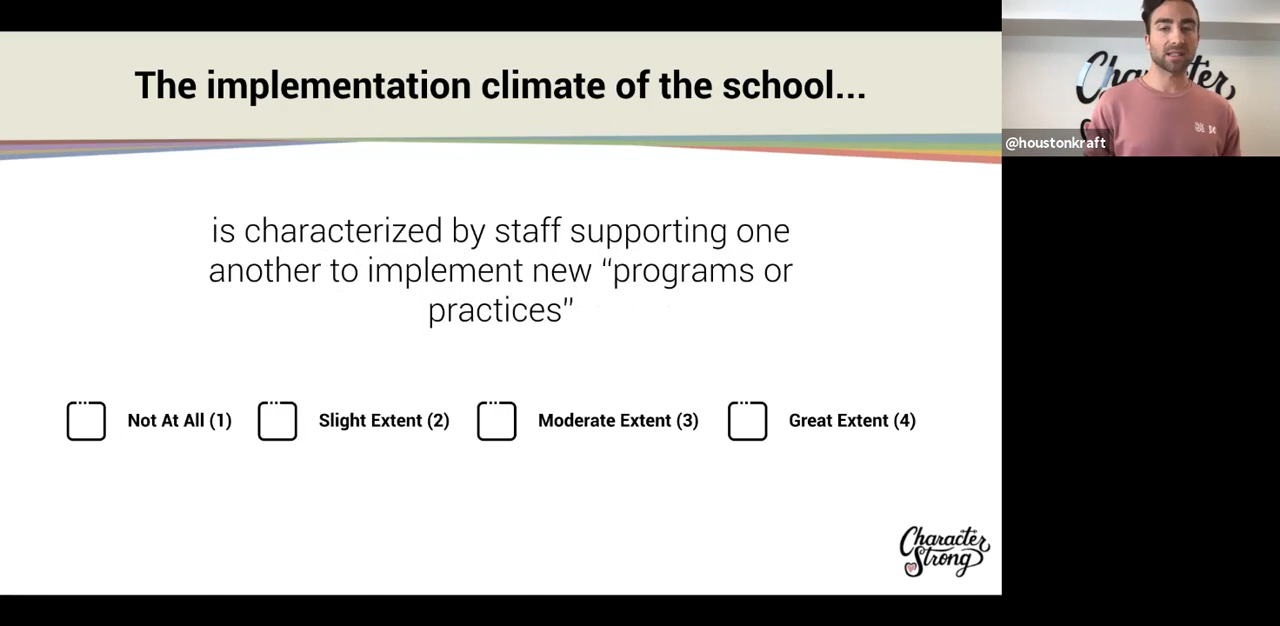 The implementation climate of the school...
is characterized by staff supporting one
another to implement new “programs or
practices”
Not At All (1)
Slight Extent (2)
Moderate Extent (3)
Great Extent (4)
Character
Strong
@houstonkraft